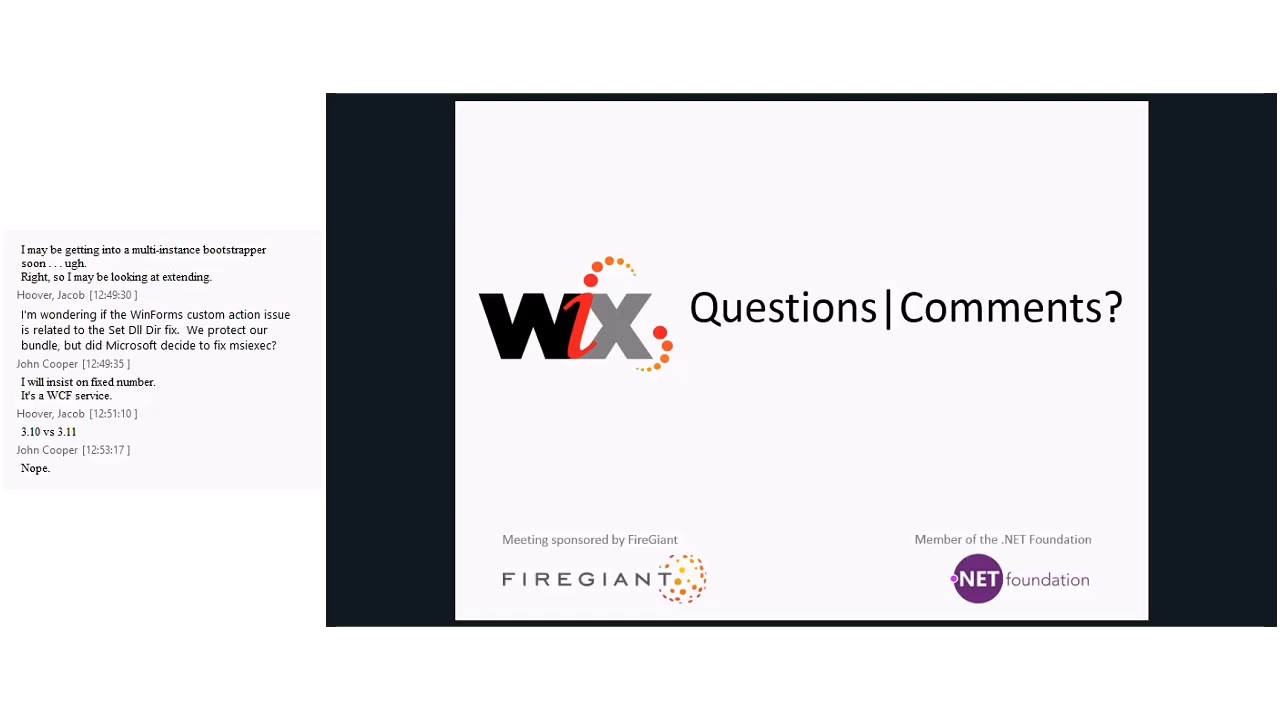 I may be getting into a multi-instance bootstrapper
soon . . . ugh.
Right, so I may be looking at extending.
Hoover, Jacob [12:49:30 ]
I'm wondering if the WinForms custom action issue
is related to the Set Dll Dir fix.  We protect our
bundle, but did Microsoft decide to fix msiexec?
John Cooper [12:49:35 ]
I will insist on fixed number.
It's a WCF service.
Hoover, Jacob [12:51:10 ]
3.10 vs 3.11
John Cooper [12:53:17 ]
Nope.
WiX
Questions|Comments?
Meeting sponsored by FireGiant
FIREGIANT
Member of the .NET Foundation
.NET foundation